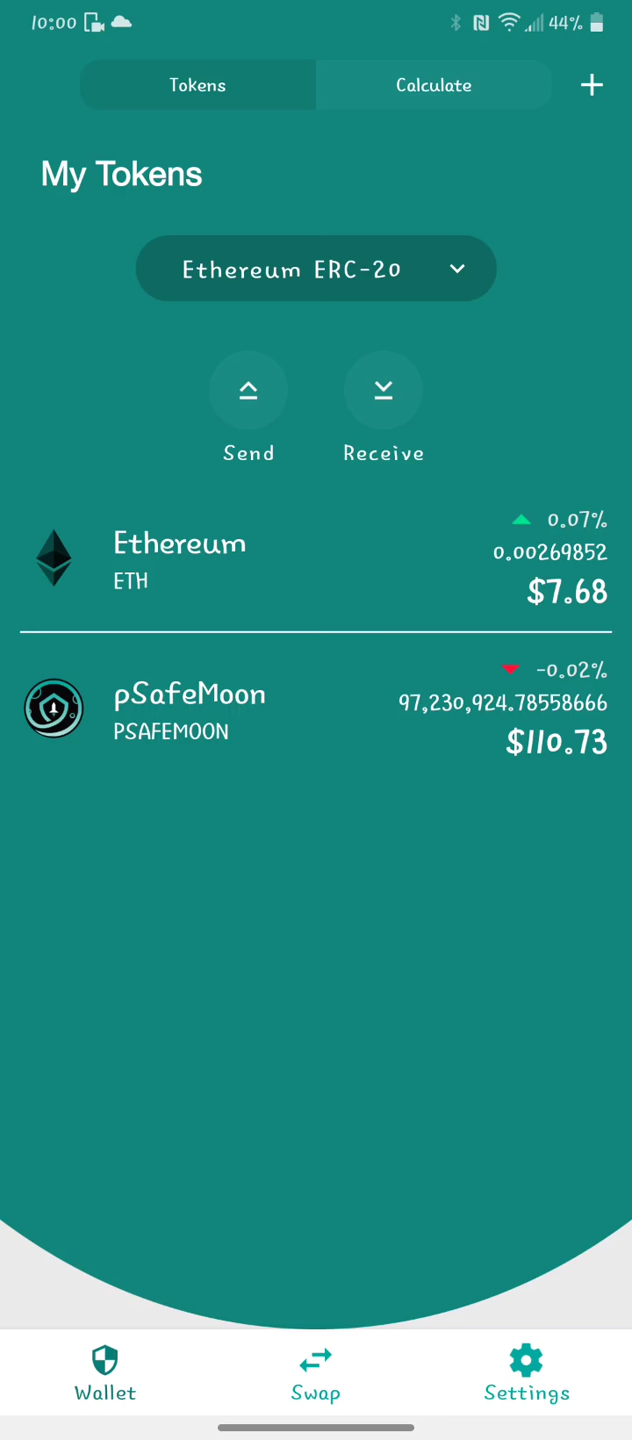 10:00 44%
Tokens Calculate
My Tokens
Ethereum ERC-20
Send Receive
0.07%
Ethereum 0.00269852
ETH $7.68
-0.02%
pSafeMoon 97,230,924.78558666
PSAFEMOON $110.73
Wallet Swap Settings